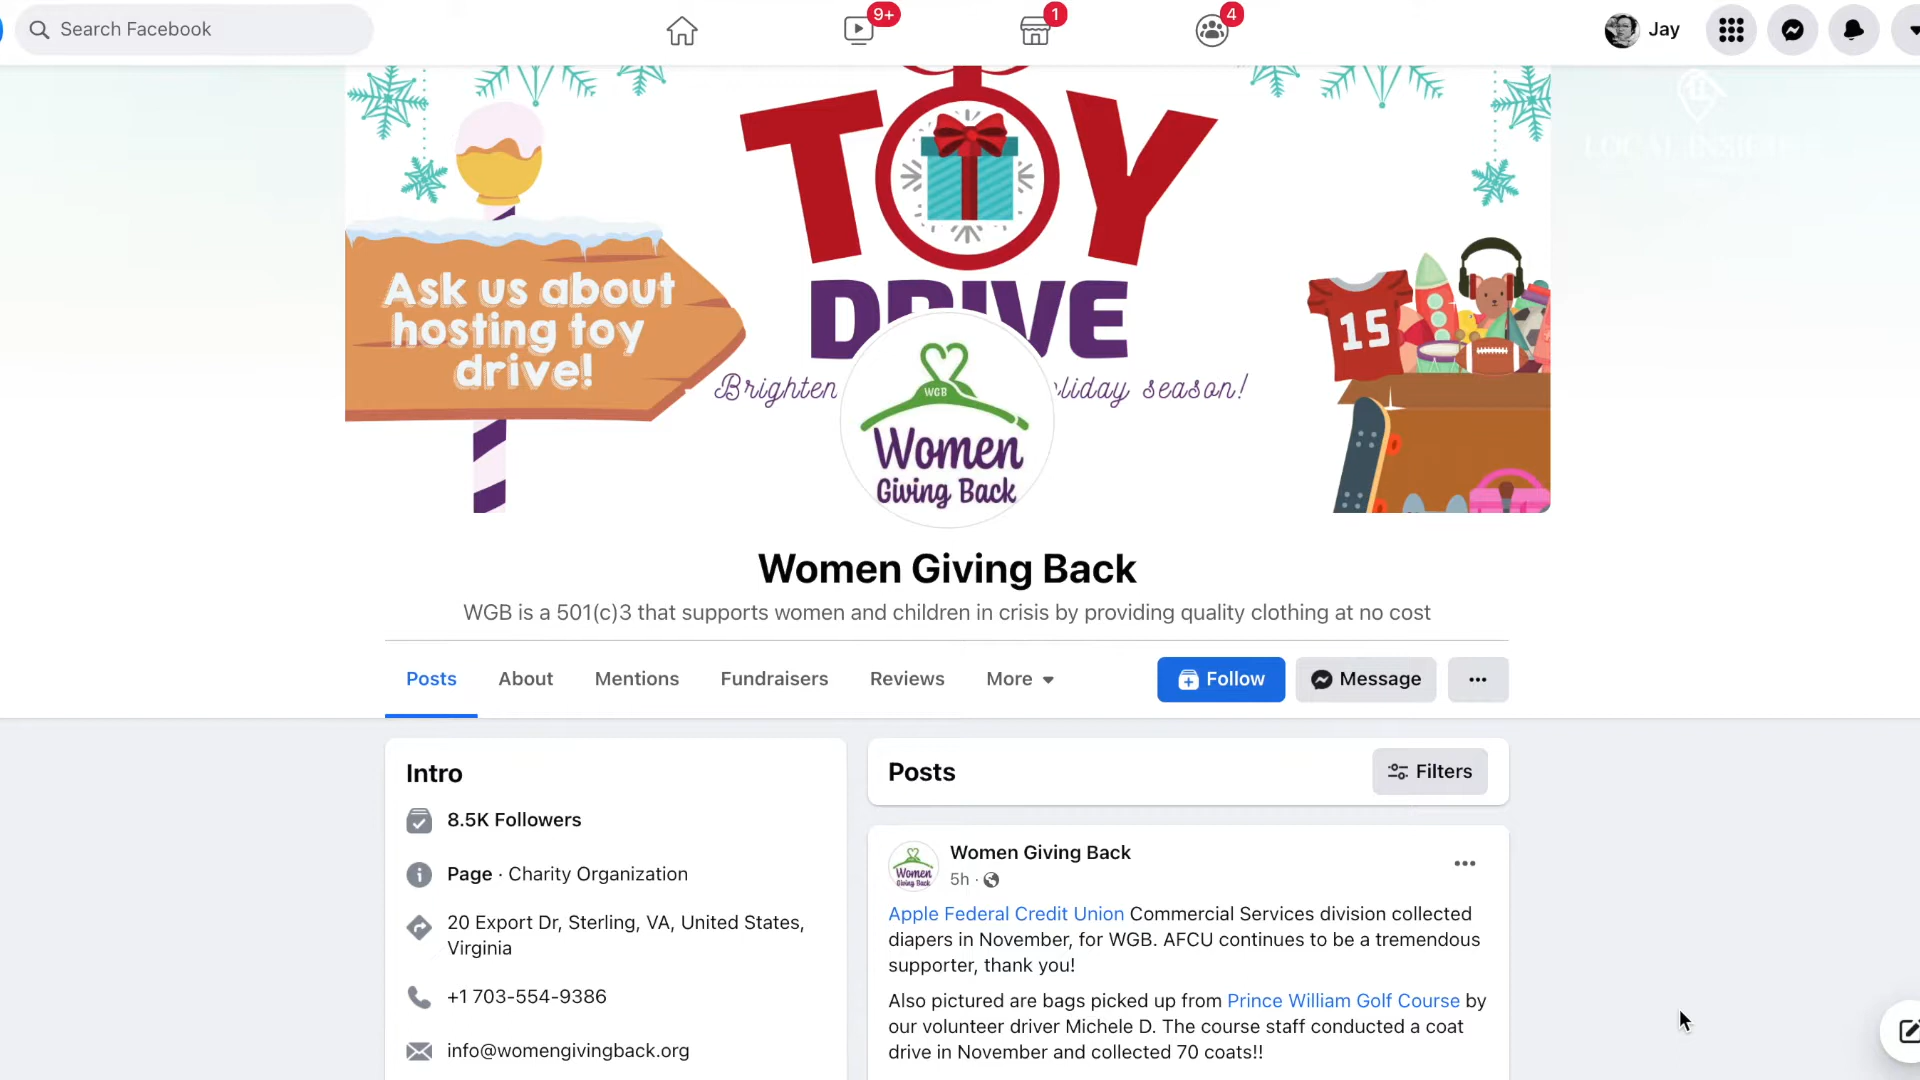 Search Facebook
9+
1
4
Jay
TOY
DRIVE
Ask us about
hosting toy
drive!
15
Brighten
holiday season!
WGB
Women
Giving Back
Women Giving Back
WGB is a 501(c)3 that supports women and children in crisis by providing quality clothing at no cost
Posts
About
Mentions
Fundraisers
Reviews
More
Follow
Message
Intro
8.5K Followers
Page · Charity Organization
20 Export Dr, Sterling, VA, United States,
Virginia
+1 703-554-9386
info@womengivingback.org
Posts
Filters
Women
Giving Back
Women Giving Back
5h ·
Apple Federal Credit Union Commercial Services division collected
diapers in November, for WGB. AFCU continues to be a tremendous
supporter, thank you!
Also pictured are bags picked up from Prince William Golf Course by
our volunteer driver Michele D. The course staff conducted a coat
drive in November and collected 70 coats!!